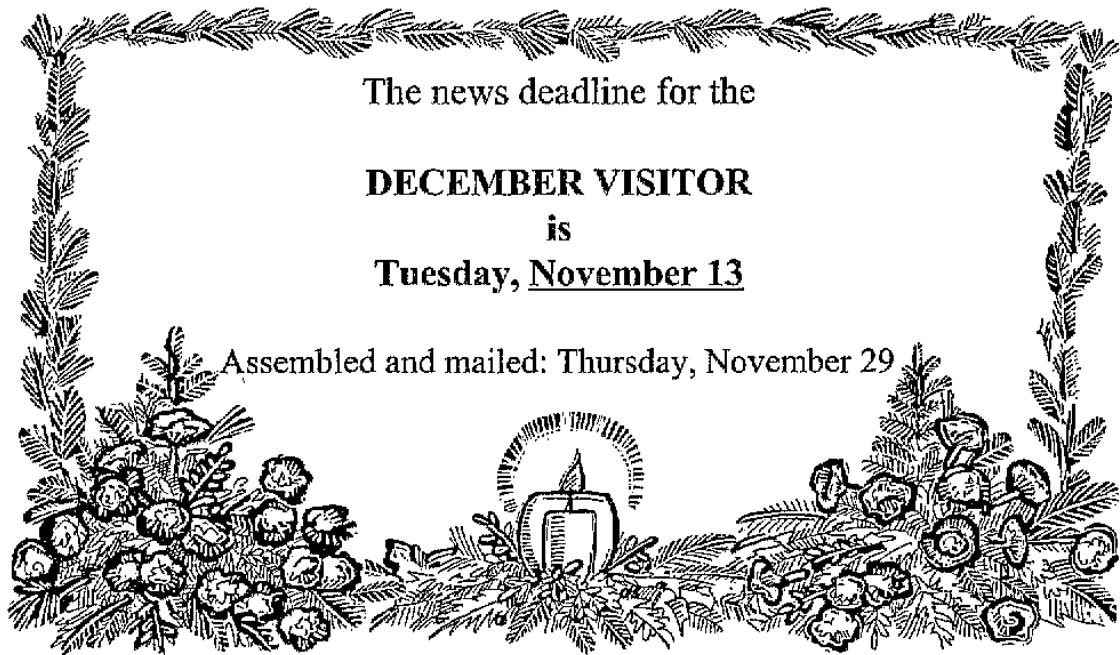 The news deadline for the
DECEMBER VISITOR
is
Tuesday, November 13
Assembled and mailed: Thursday, November 29